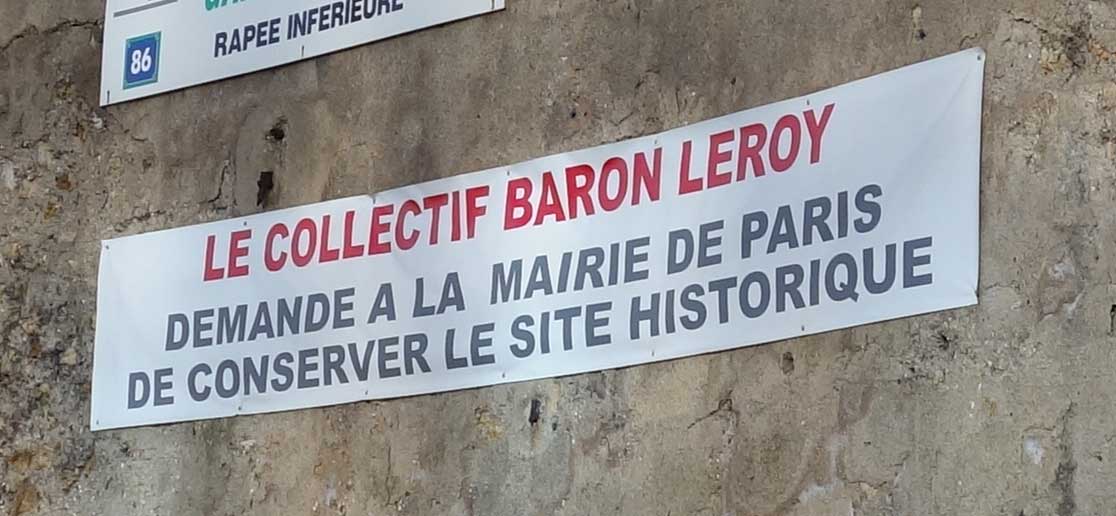 86
RAPEE INFERIEURE
LE COLLECTIF BARON LEROY
DEMANDE A LA MAIRIE DE PARIS
DE CONSERVER LE SITE HISTORIQUE